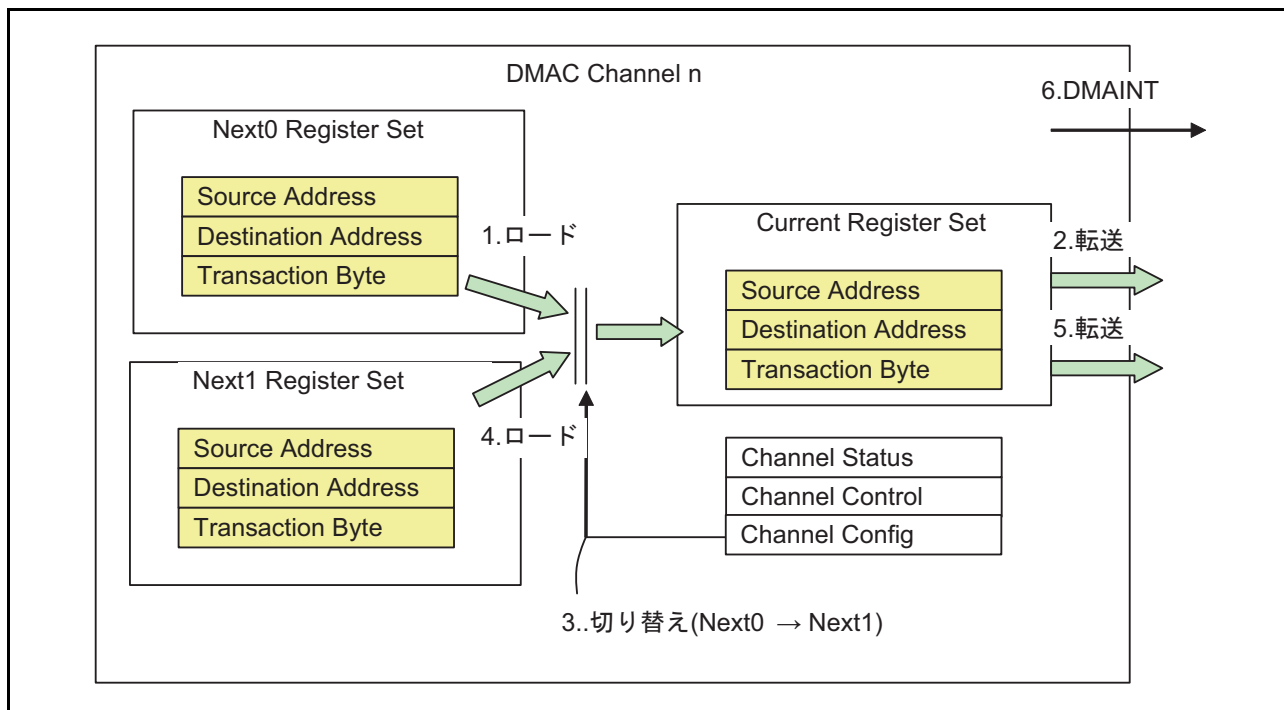 DMAC Channel n
6.DMAINT
Next0 Register Set
Source Address
Destination Address
Transaction Byte
1.ロード
Current Register Set
Source Address
Destination Address
Transaction Byte
2.転送
5.転送
Next1 Register Set
Source Address
Destination Address
Transaction Byte
4.ロード
Channel Status
Channel Control
Channel Config
3..切り替え(Next0 → Next1)